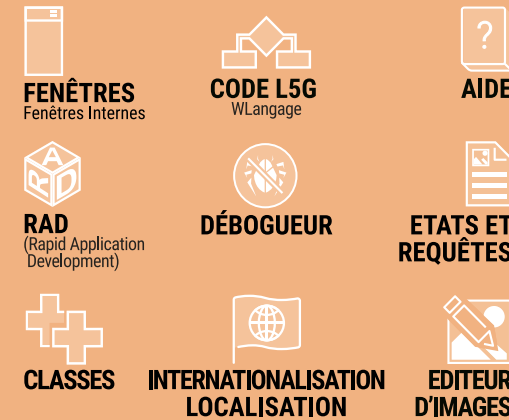 FENÊTRES
Fenêtres Internes
CODE L5G
WLangage
?
AIDE
RAD
RAD
(Rapid Application
Development)
DÉBOGUEUR
ETATS ET
REQUÊTES
CLASSES
INTERNATIONALISATION
LOCALISATION
EDITEUR
D'IMAGES